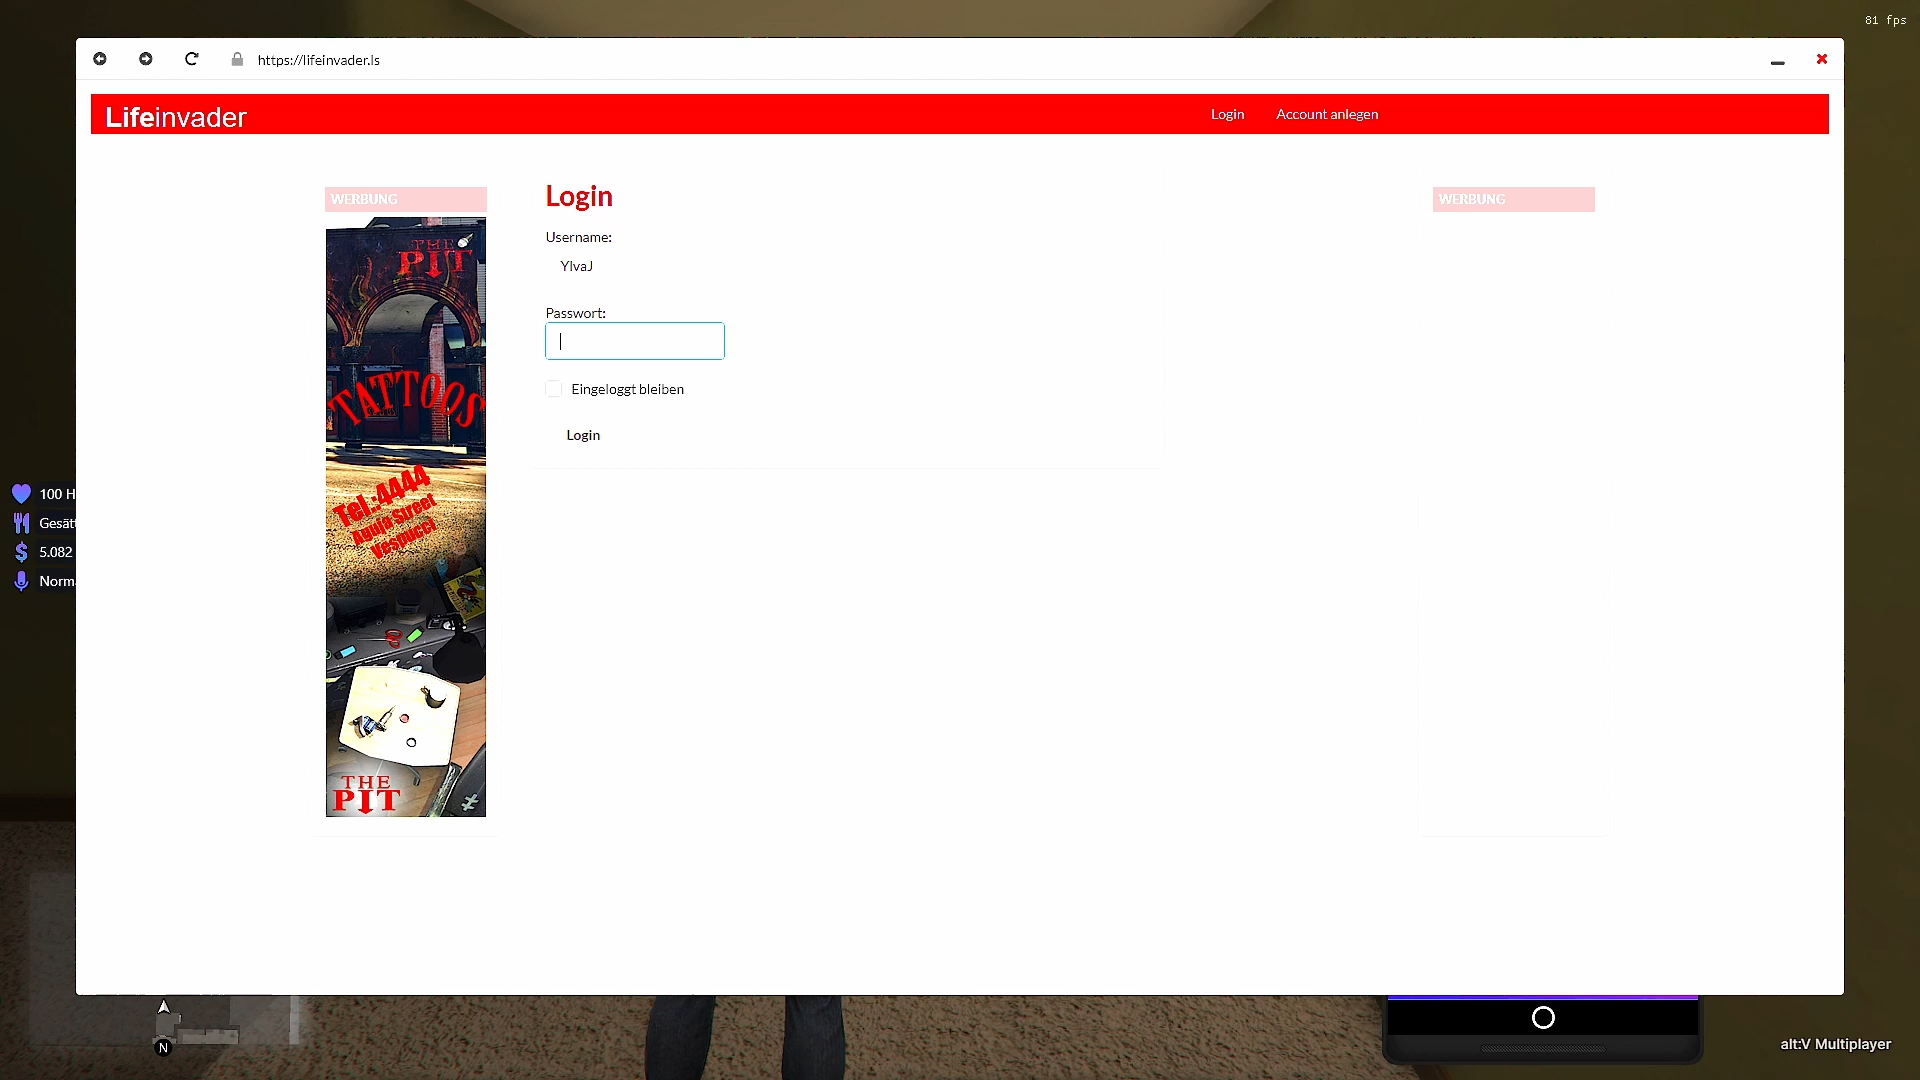 81 fps
https://lifeinvader.ls
Lifeinvader
Login
Account anlegen
WERBUNG
THE
PIT
TATTOOS
Tel.:4444
Aguja Street
Vespucci
THE
PIT
Login
Username:
YlvaJ
Passwort:
Eingeloggt bleiben
Login
WERBUNG
100 H
Gesät
5.082
Norma
N
alt:V Multiplayer